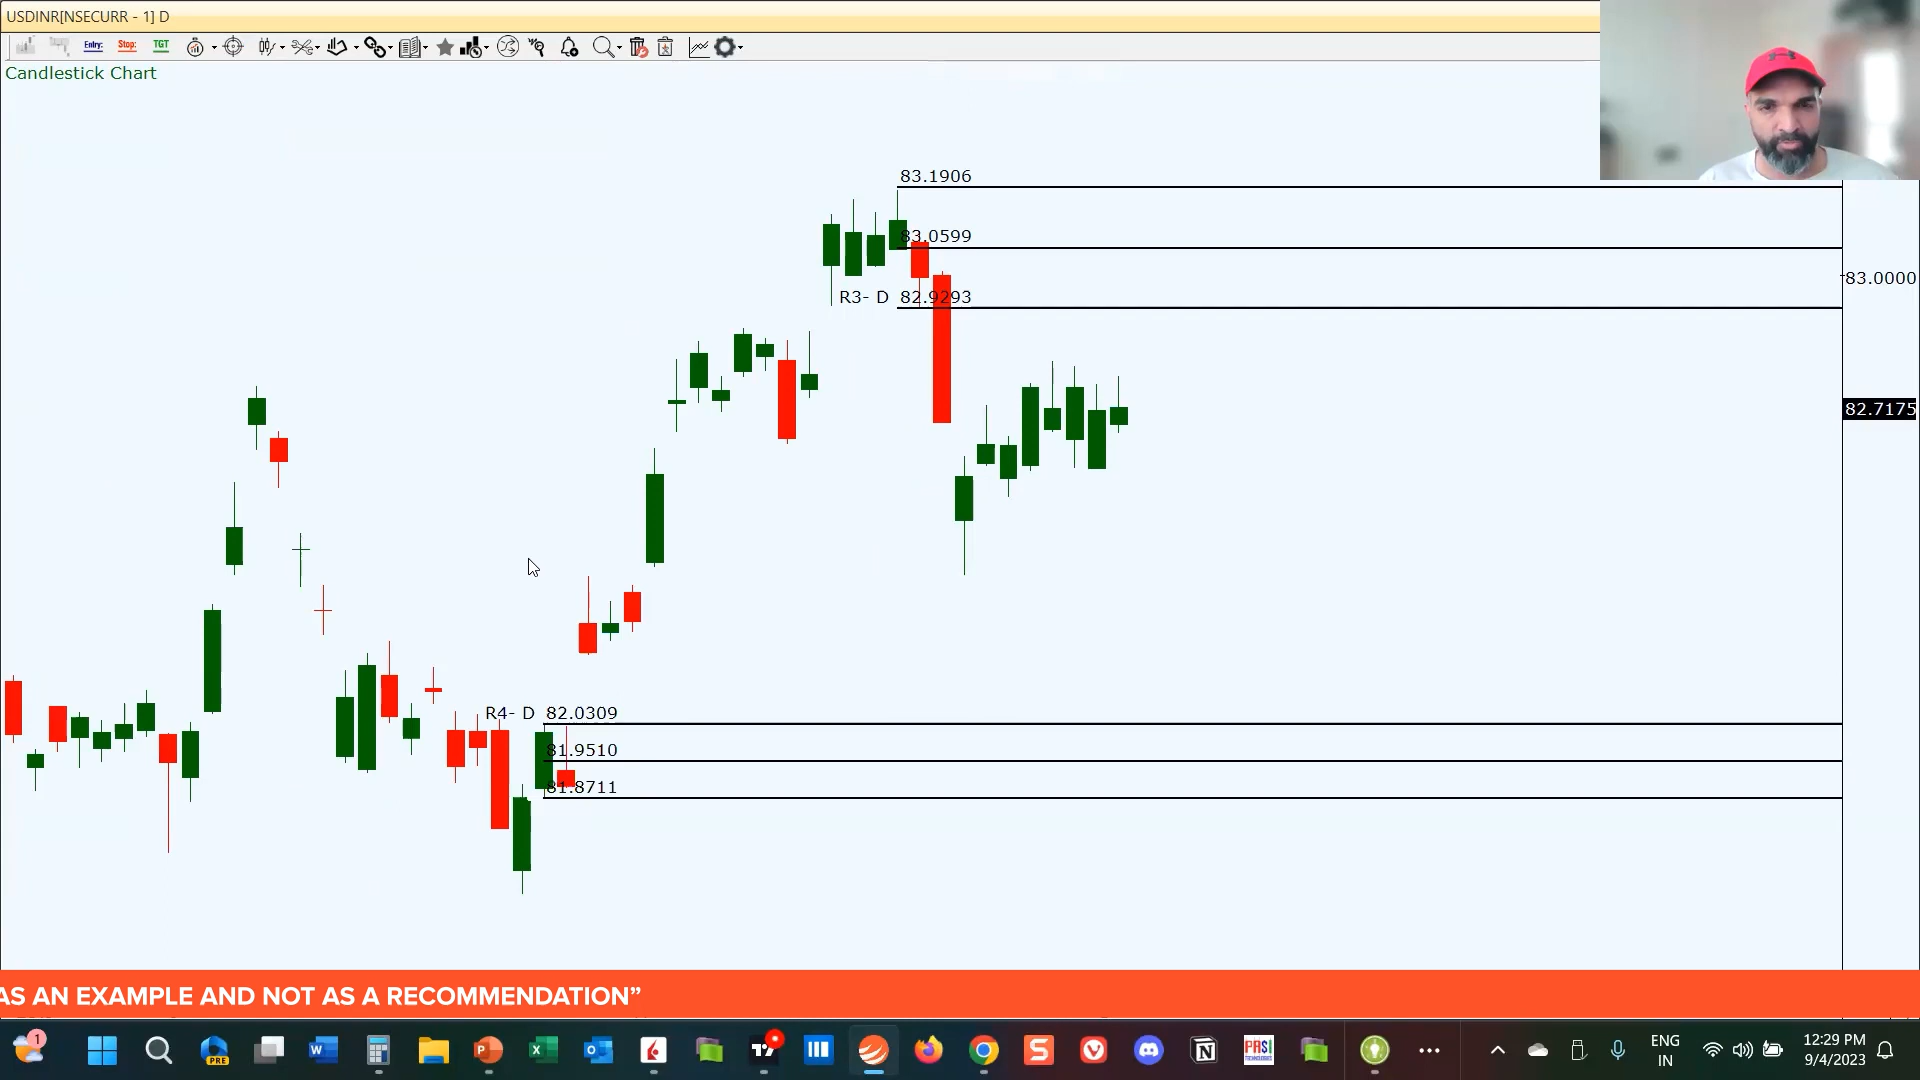 USDINR[NSECURR - 1] D
Entry: Stop: TGT
Candlestick Chart
83.1906
83.0599
83.0000
R3- D 82.9293
82.7175
R4- D 82.0309
81.9510
81.8711
AS AN EXAMPLE AND NOT AS A RECOMMENDATION”
1
PRE
ENG
IN
12:29 PM
9/4/2023